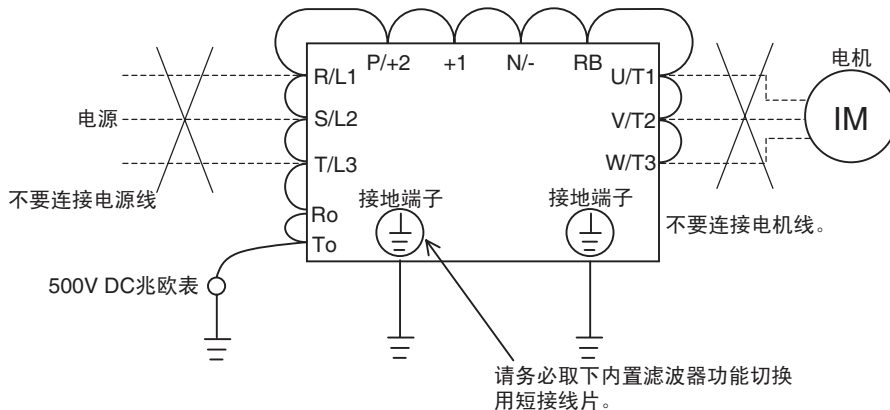 P/+2 +1 N/- RB
R/L1 U/T1
电机
电源 S/L2 V/T2 IM
T/L3 W/T3
不要连接电源线 接地端子 接地端子
Ro 不要连接电机线。
To
500V DC兆欧表
请务必取下内置滤波器功能切换
用短接线片。